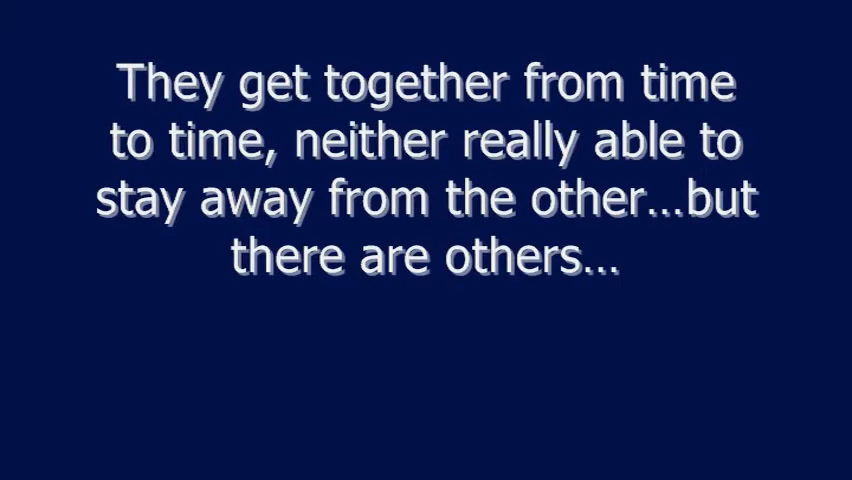 They get together from time
to time, neither really able to
stay away from the other...but
there are others...